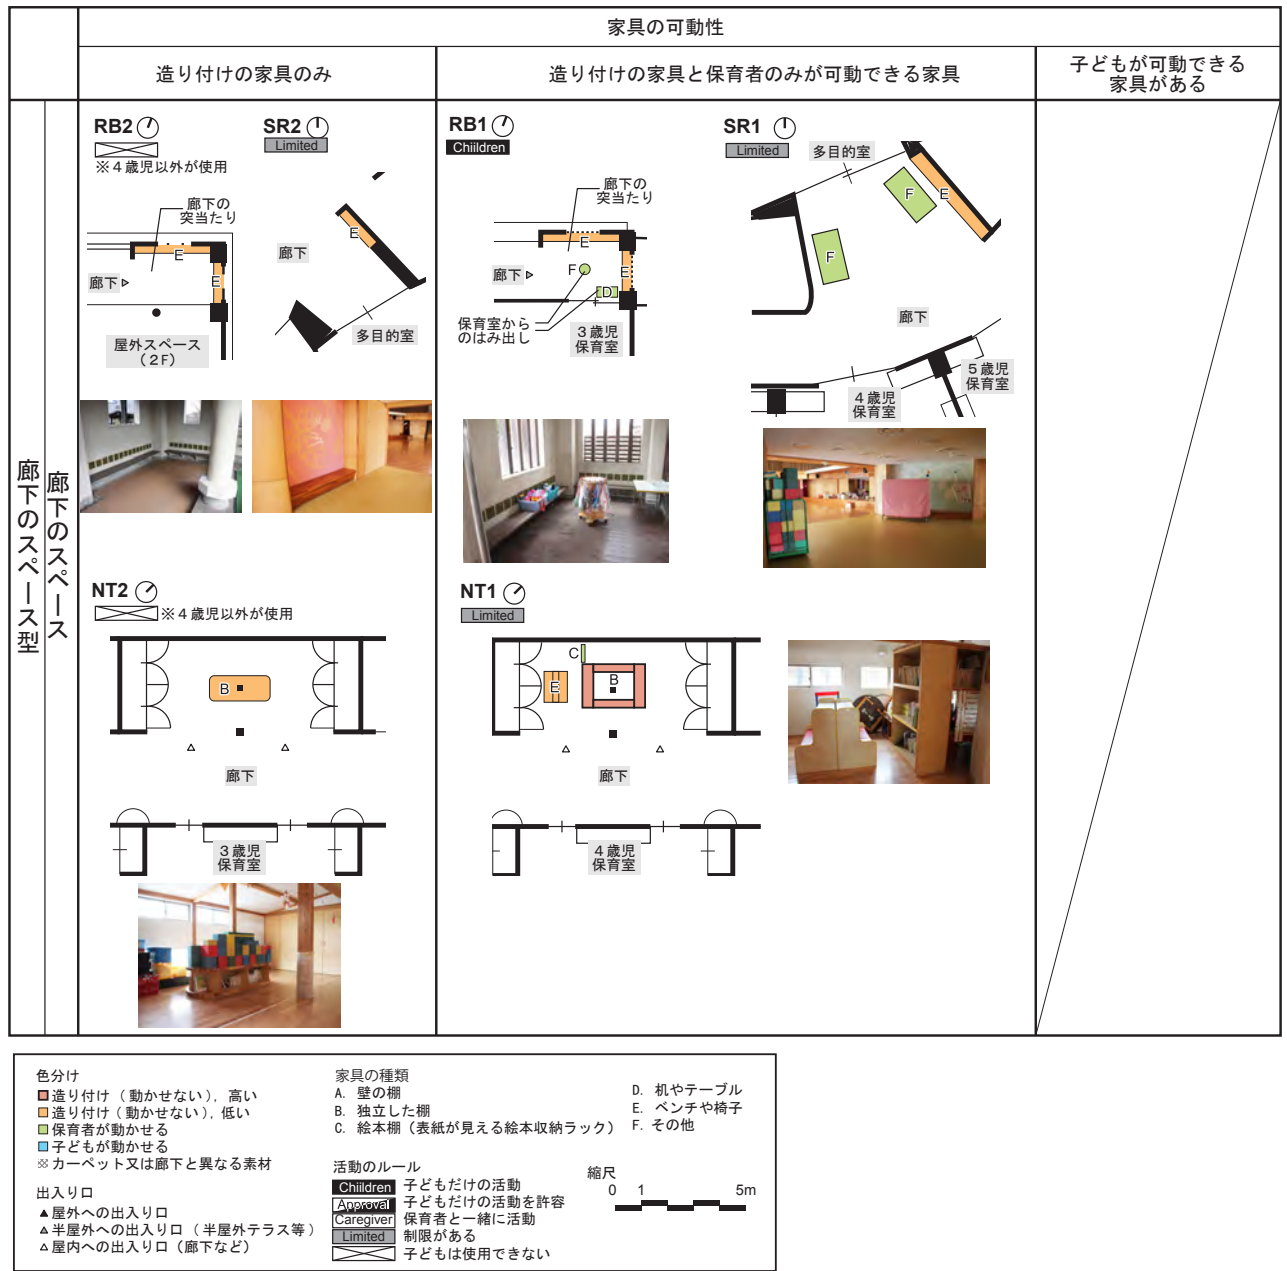 家具の可動性
造り付けの家具のみ
造り付けの家具と保育者のみが可動できる家具
子どもが可動できる
家具がある
廊下のスペース型
廊下のスペース
RB2
※４歳児以外が使用
廊下の
突当たり
E
E
廊下
屋外スペース
（２F）
SR2
Limited
E
廊下
多目的室
RB1
Chiildren
廊下の
突当たり
E
E
F
D
廊下
保育室から
のはみ出し
３歳児
保育室
SR1
Limited
多目的室
F
E
F
廊下
４歳児
保育室
５歳児
保育室
NT2
※４歳児以外が使用
B
廊下
３歳児
保育室
NT1
Limited
C
E
B
廊下
４歳児
保育室
色分け
造り付け（動かせない），高い
造り付け（動かせない），低い
保育者が動かせる
子どもが動かせる
カーペット又は廊下と異なる素材
出入り口
屋外への出入り口
半屋外への出入り口（半屋外テラス等）
屋内への出入り口（廊下など）
家具の種類
A. 壁の棚
B. 独立した棚
C. 絵本棚（表紙が見える絵本収納ラック）
D. 机やテーブル
E. ベンチや椅子
F. その他
活動のルール
Chiildren 子どもだけの活動
Approval 子どもだけの活動を許容
Caregiver 保育者と一緒に活動
Limited 制限がある
子どもは使用できない
縮尺
0 1 5m